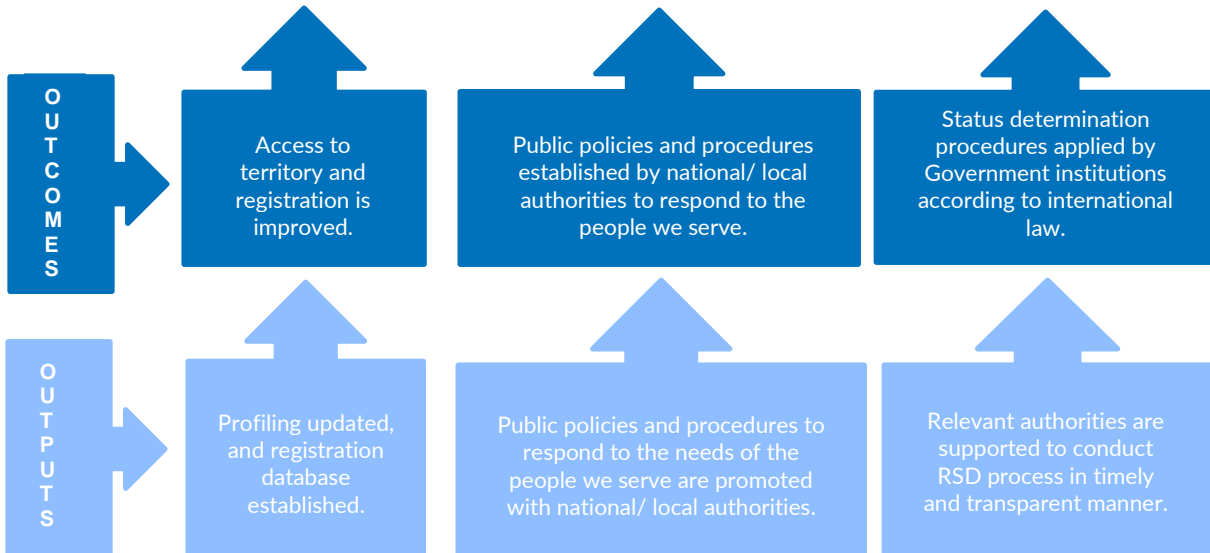 OUTCOMES
Access to
territory and
registration is
improved.
Public policies and procedures
established by national/ local
authorities to respond to the
people we serve.
Status determination
procedures applied by
Government institutions
according to international
law.
OUTPUTS
Profiling updated,
and registration
database
established.
Public policies and procedures to
respond to the needs of the
people we serve are promoted
with national/ local authorities.
Relevant authorities are
supported to conduct
RSD process in timely
and transparent manner.